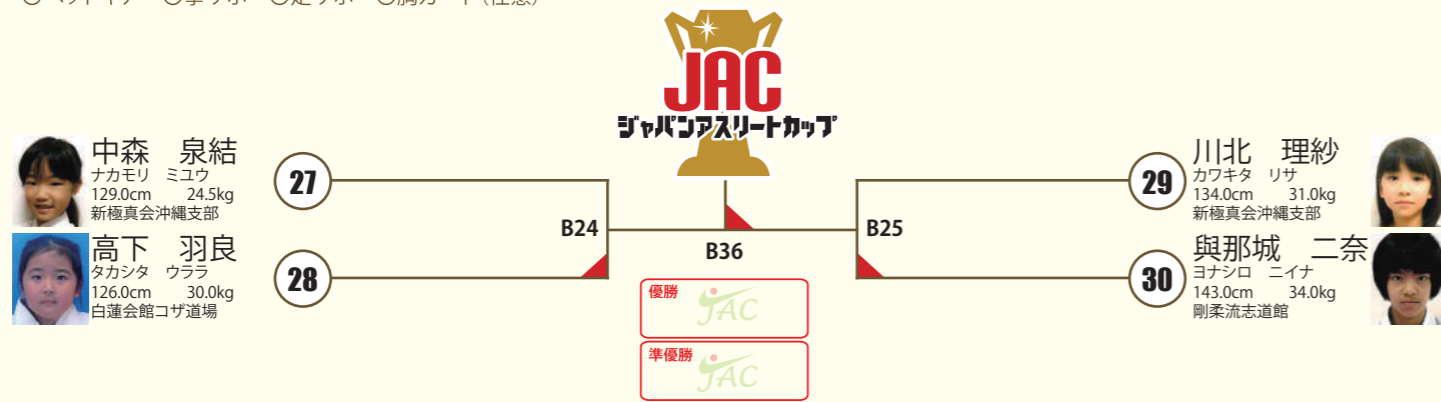 JAC
ジャパンアスリートカップ
中森 泉結
ナカモリ ミユウ
129.0cm 24.5kg
新極真会沖縄支部
27
高下 羽良
タカシタ ウララ
126.0cm 30.0kg
白蓮会館コザ道場
28
B24
B36
B25
29
川北 理紗
カワキタ リサ
134.0cm 31.0kg
新極真会沖縄支部
30
與那城 二奈
ヨナシロ ニイナ
143.0cm 34.0kg
剛柔流志道館
優勝
JAC
準優勝
JAC